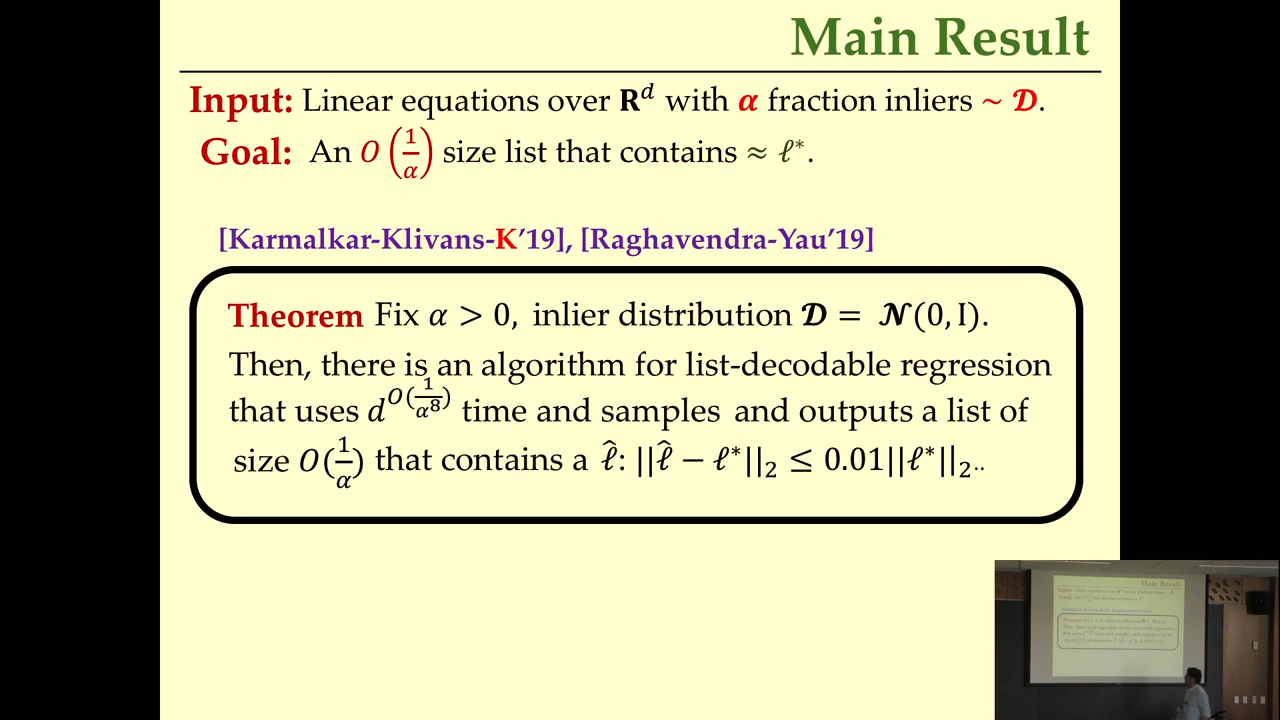 Main Result
Input: Linear equations over R^d with α fraction inliers ~ 𝓓.
Goal: An O(1/α) size list that contains ≈ ℓ*.
[Karmalkar-Klivans-K'19], [Raghavendra-Yau'19]
Theorem Fix α > 0, inlier distribution 𝓓 = 𝓝(0, I).
Then, there is an algorithm for list-decodable regression
that uses d^{O(1/α^8)} time and samples and outputs a list of
size O(1/α) that contains a ℓ̂: ||ℓ̂ − ℓ*||₂ ≤ 0.01||ℓ*||₂..
Main Result